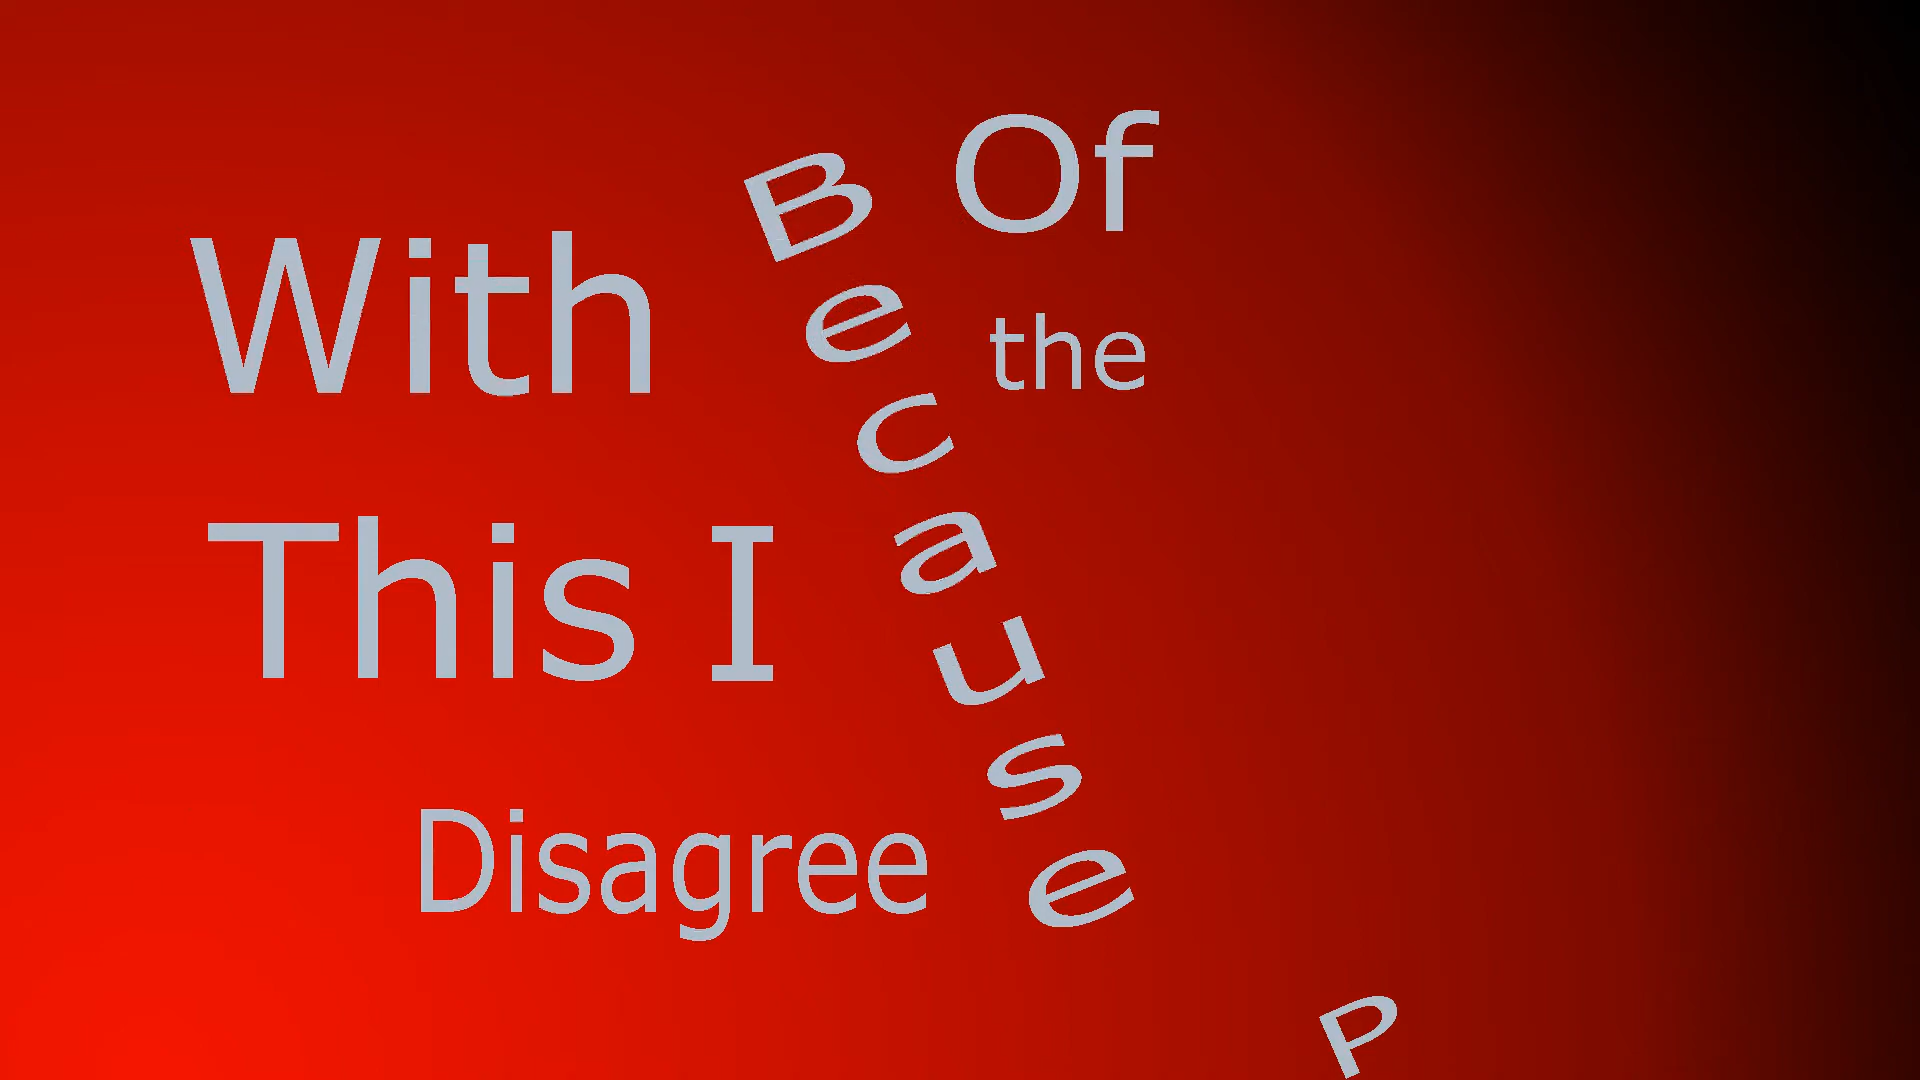 With
This I
Disagree
Because
Of
the
P